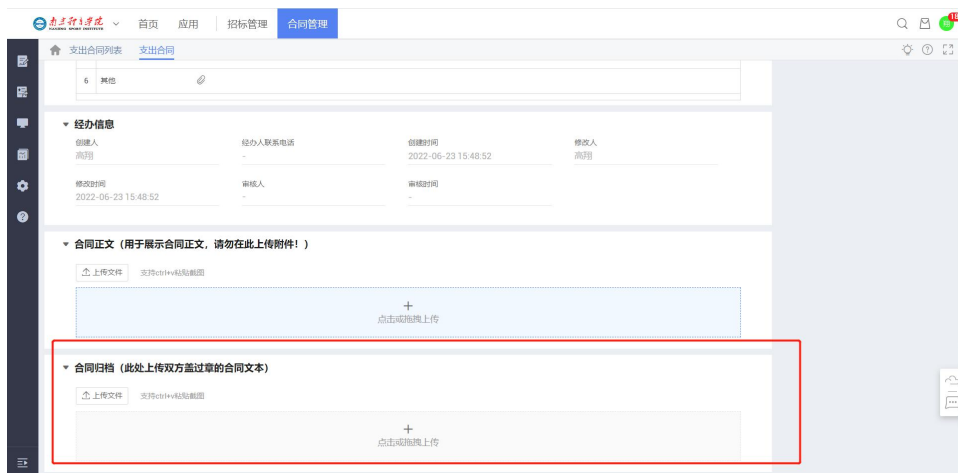 南京体育学院
NANJING SPORT INSTITUTE
首页 应用 招标管理 合同管理
支出合同列表 支出合同
6 其他
经办信息
创建人 经办人联系电话 创建时间 修改人
高翔 - 2022-06-23 15:48:52 高翔
修改时间 审核人 审核时间
2022-06-23 15:48:52 - -
合同正文（用于展示合同正文，请勿在此上传附件！）
上传文件 支持ctrl+v粘贴截图
点击或拖拽上传
合同归档（此处上传双方盖过章的合同文本）
上传文件 支持ctrl+v粘贴截图
点击或拖拽上传